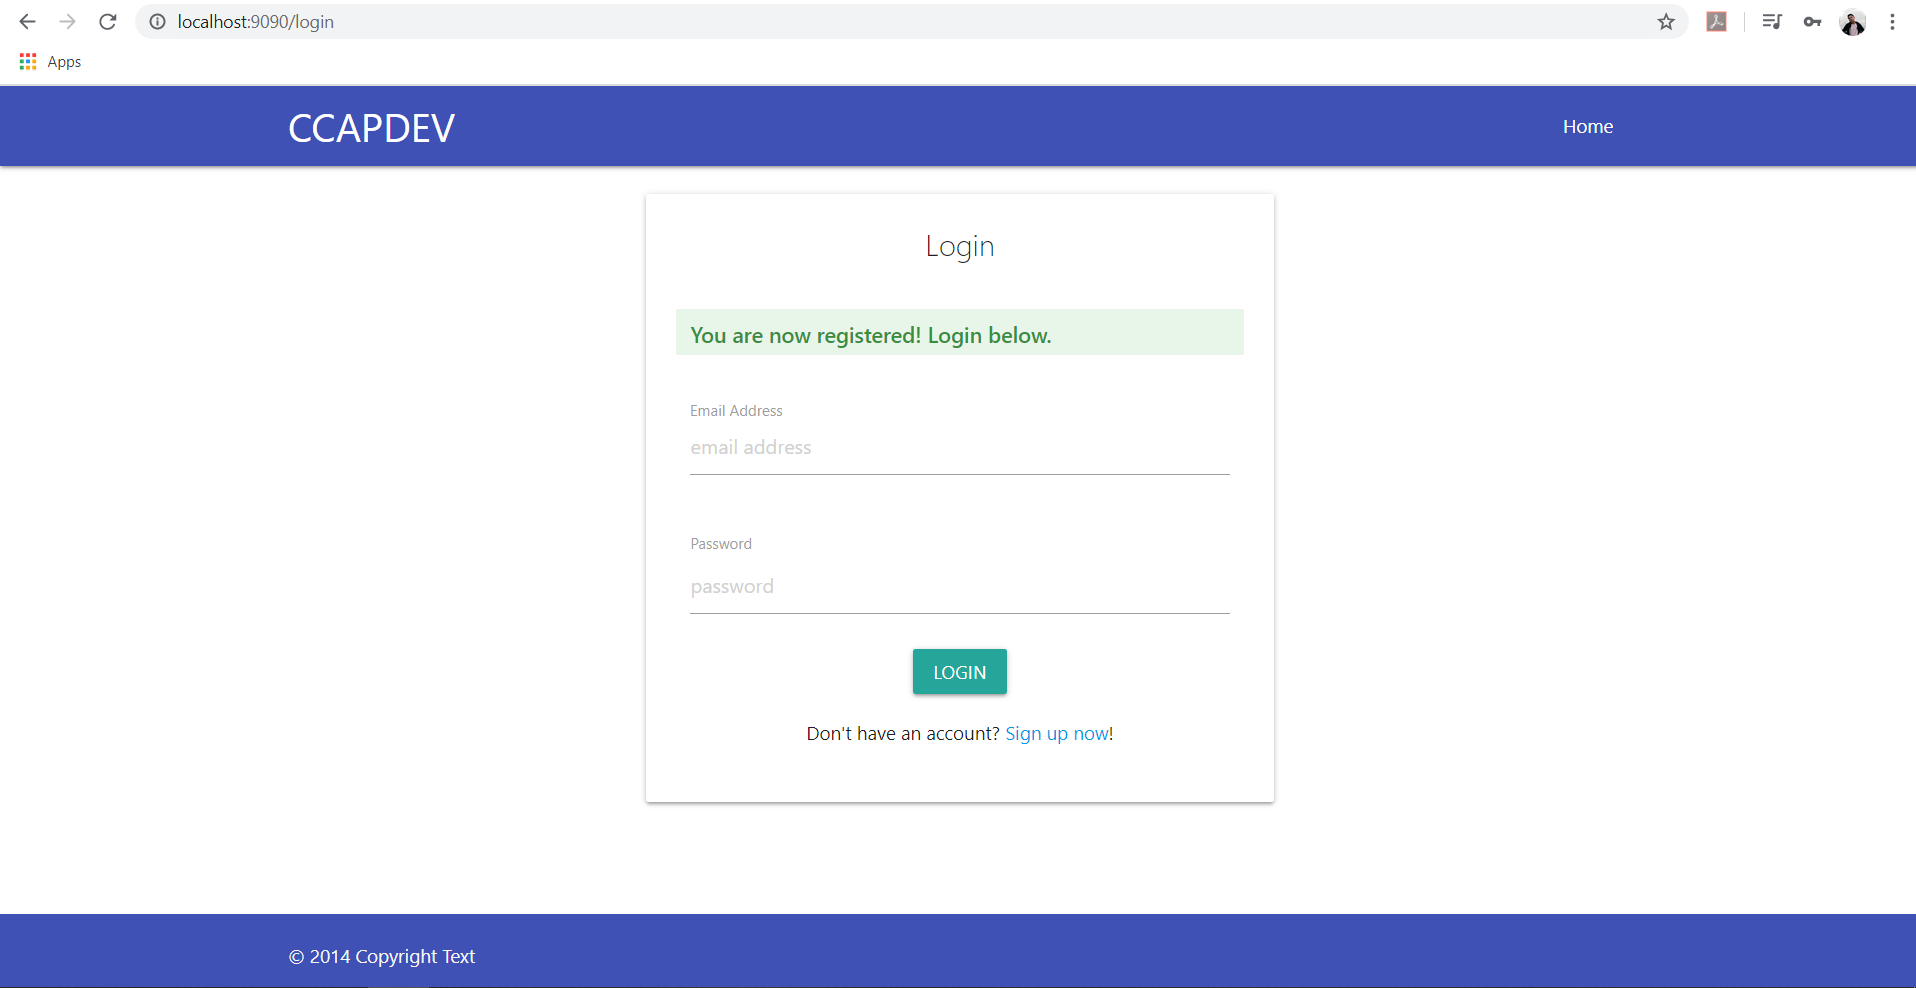 localhost:9090/login
Apps
CCAPDEV
Home
Login
You are now registered! Login below.
Email Address
email address
Password
password
LOGIN
Don't have an account? Sign up now!
© 2014 Copyright Text